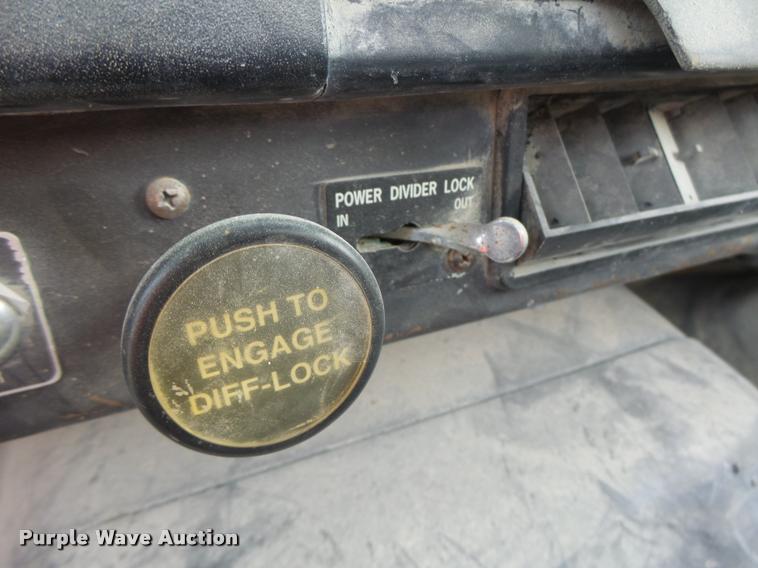 POWER DIVIDER LOCK
IN OUT
PUSH TO
ENGAGE
DIFF-LOCK
Purple Wave Auction